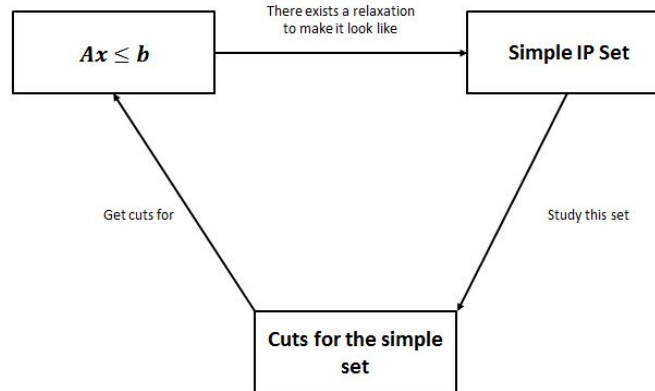 There exists a relaxation
to make it look like
Ax ≤ b
Simple IP Set
Get cuts for
Study this set
Cuts for the simple
set